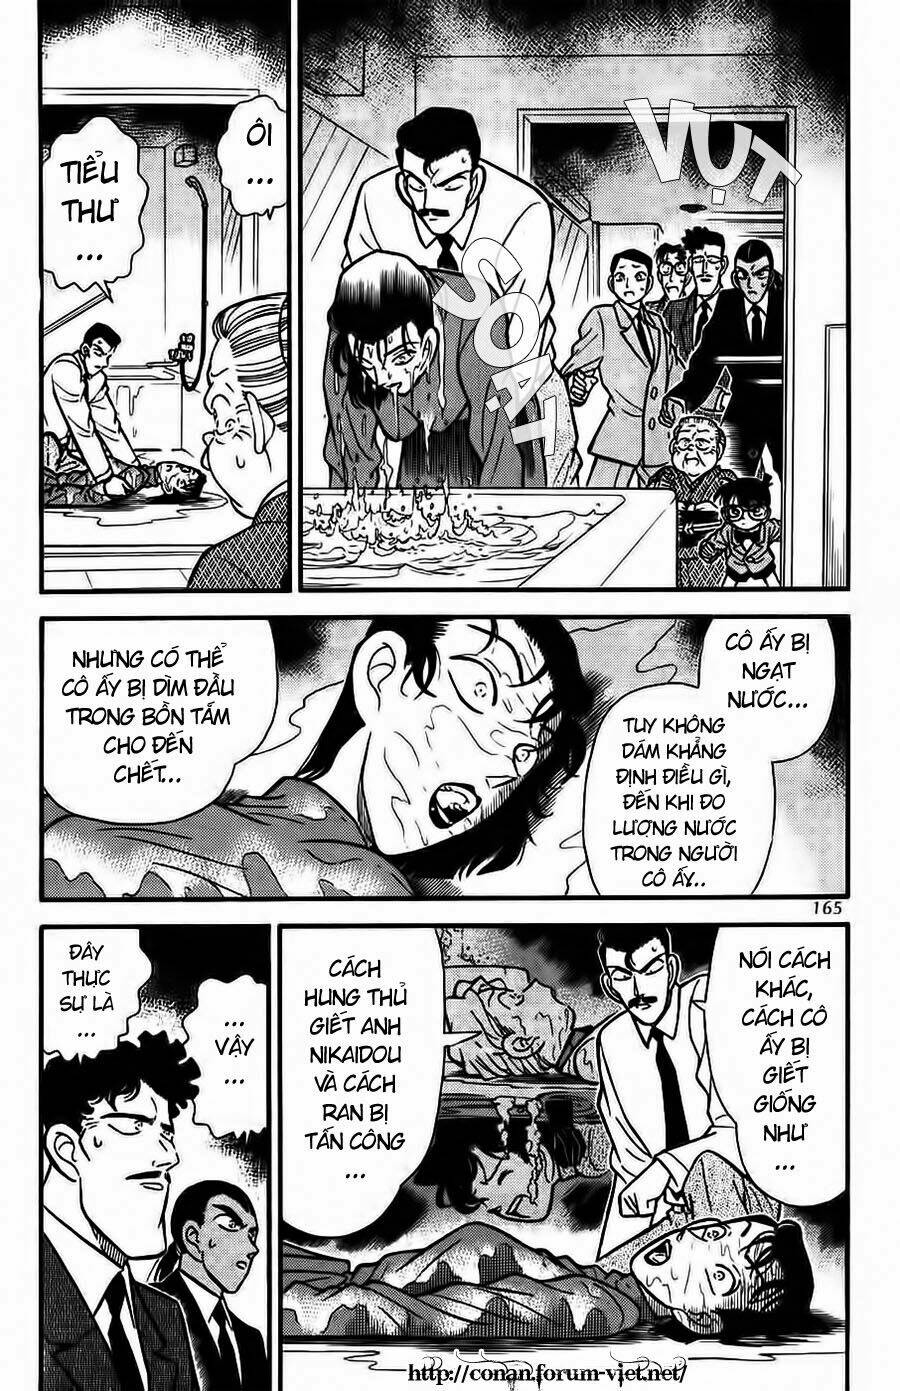 VỤT
SOẠT
ÔI
...
TIỂU
THƯ
...
CÔ ẤY BỊ
NGẠT
NƯỚC...
TUY KHÔNG
DÁM KHẲNG
ĐỊNH ĐIỀU GÌ,
ĐẾN KHI ĐO
LƯỢNG NƯỚC
TRONG NGƯỜI
CÔ ẤY..
NHƯNG CÓ THỂ
CÔ ẤY BỊ DÌM ĐẦU
TRONG BỒN TẮM
CHO ĐẾN
CHẾT...
165
NÓI CÁCH
KHÁC,
CÁCH CÔ
ẤY BỊ
GIẾT
GIỐNG
NHƯ
...
CÁCH
HUNG THỦ
GIẾT ANH
NIKAIDOU
VÀ CÁCH
RAN BỊ
TẤN CÔNG
...
...
VẬY
...
ĐÂY
THỰC
SỰ LÀ
...
http://conan.forum-viet.net/